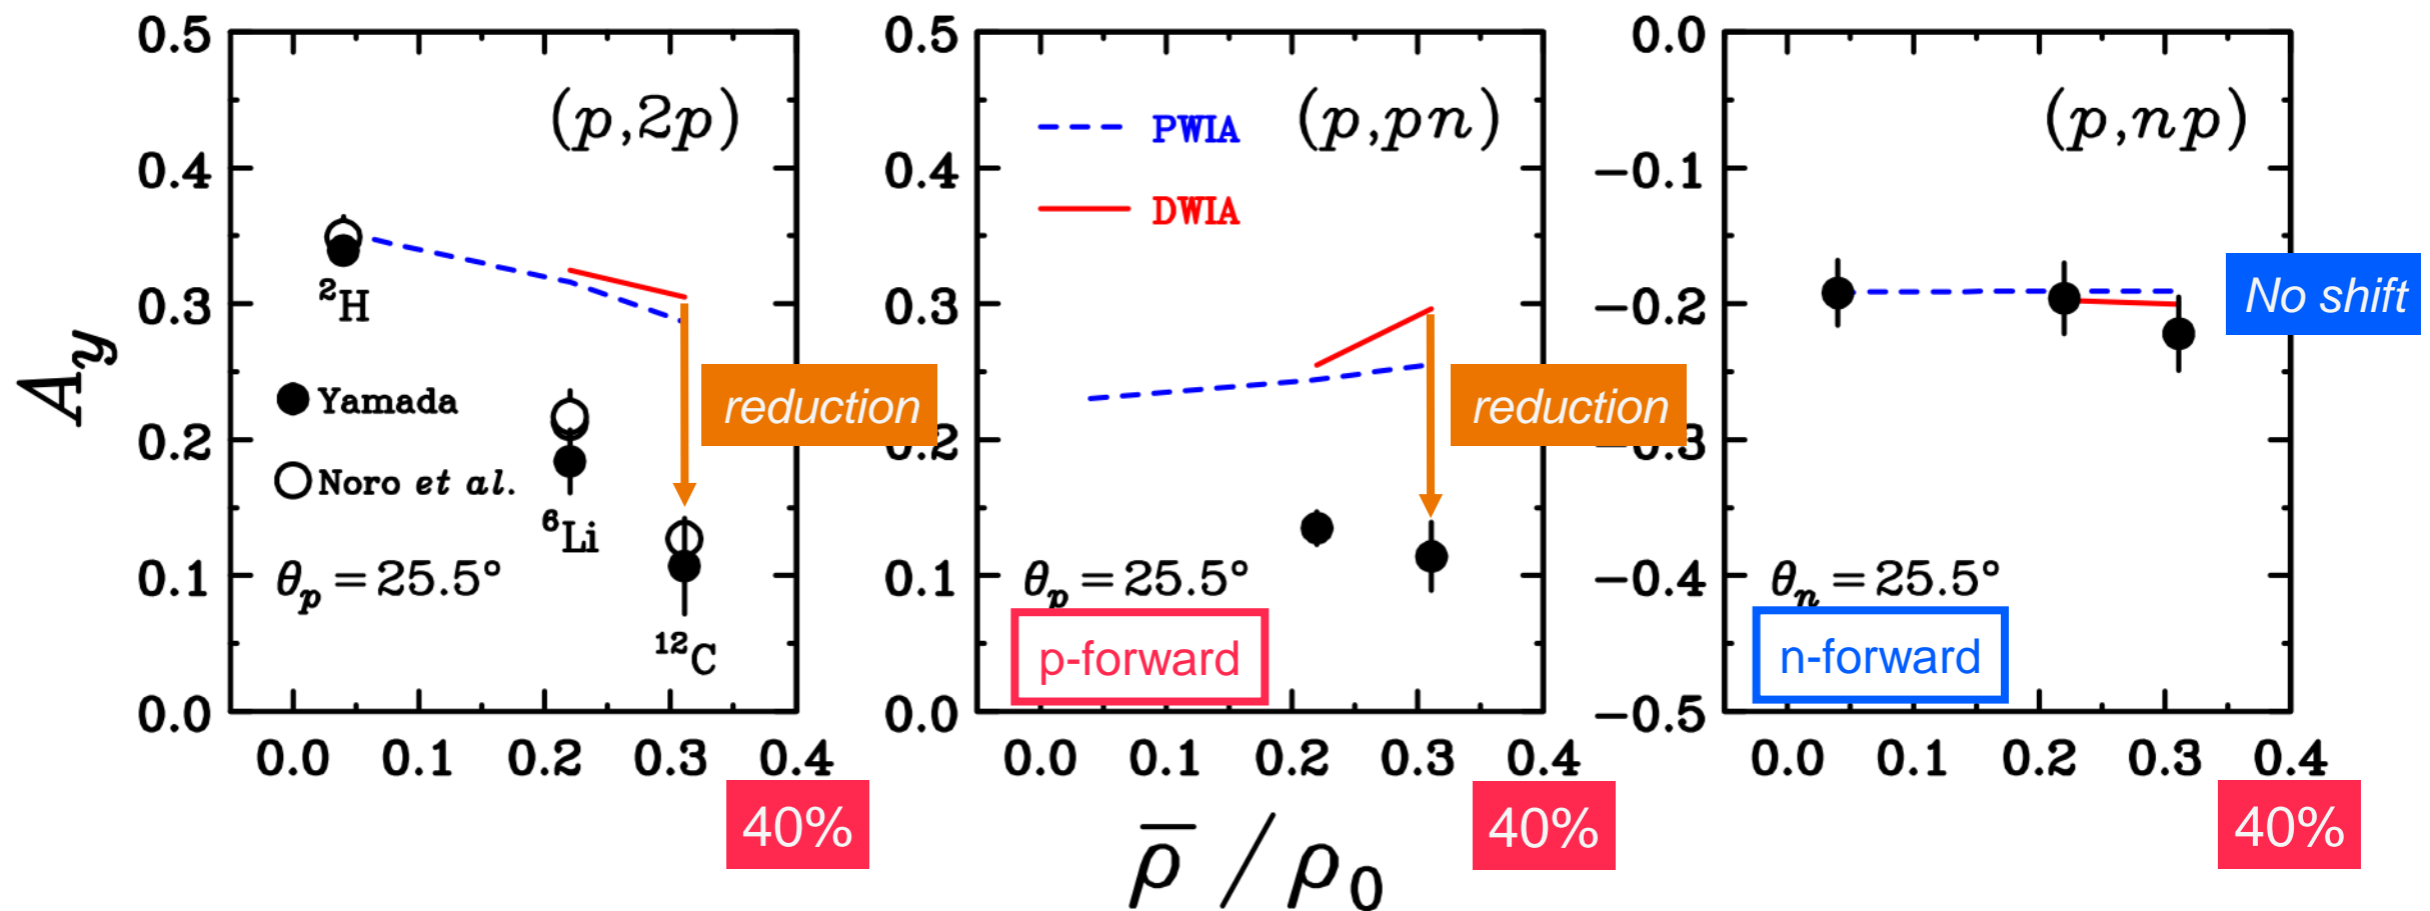 0.5
0.4
0.3
0.2
0.1
0.0
A_y
(p,2p)
²H
Yamada
Noro et al.
⁶Li
θ_p = 25.5°
¹²C
reduction
0.0 0.1 0.2 0.3 0.4
40%
0.5
0.4
0.3
0.2
0.1
0.0
(p,pn)
PWIA
DWIA
reduction
θ_p = 25.5°
p-forward
0.0 0.1 0.2 0.3 0.4
40%
ρ̅ / ρ₀
0.0
−0.1
−0.2
−0.3
−0.4
−0.5
(p,np)
No shift
θ_n = 25.5°
n-forward
0.0 0.1 0.2 0.3 0.4
40%